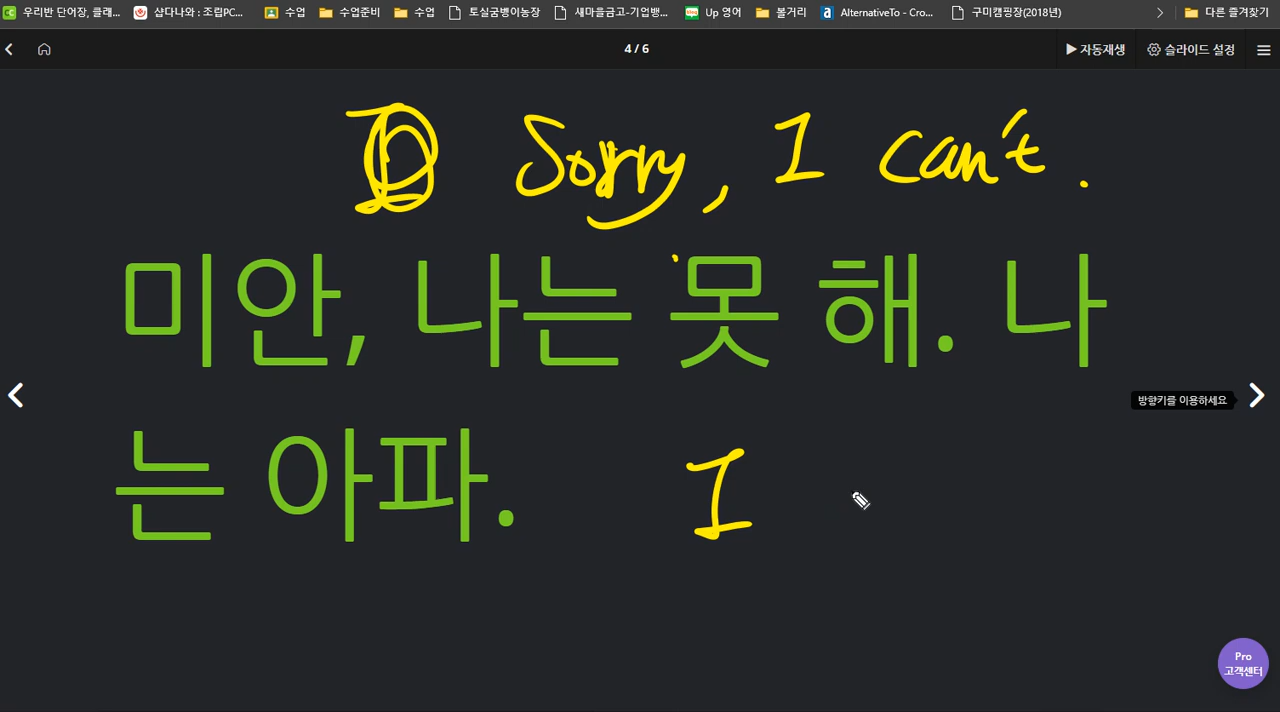 우리반 단어장, 클래... 샵다나와 : 조립PC... 수업 수업준비 수업 토실굼벵이농장 새마을금고-기업뱅... Up 영어 볼거리 AlternativeTo - Cro... 구미캠핑장(2018년) 다른 즐겨찾기
4 / 6 자동재생 슬라이드 설정
Sorry, I can't.
미안, 나는 못 해. 나
방향키를 이용하세요
는 아파. I
Pro
고객센터